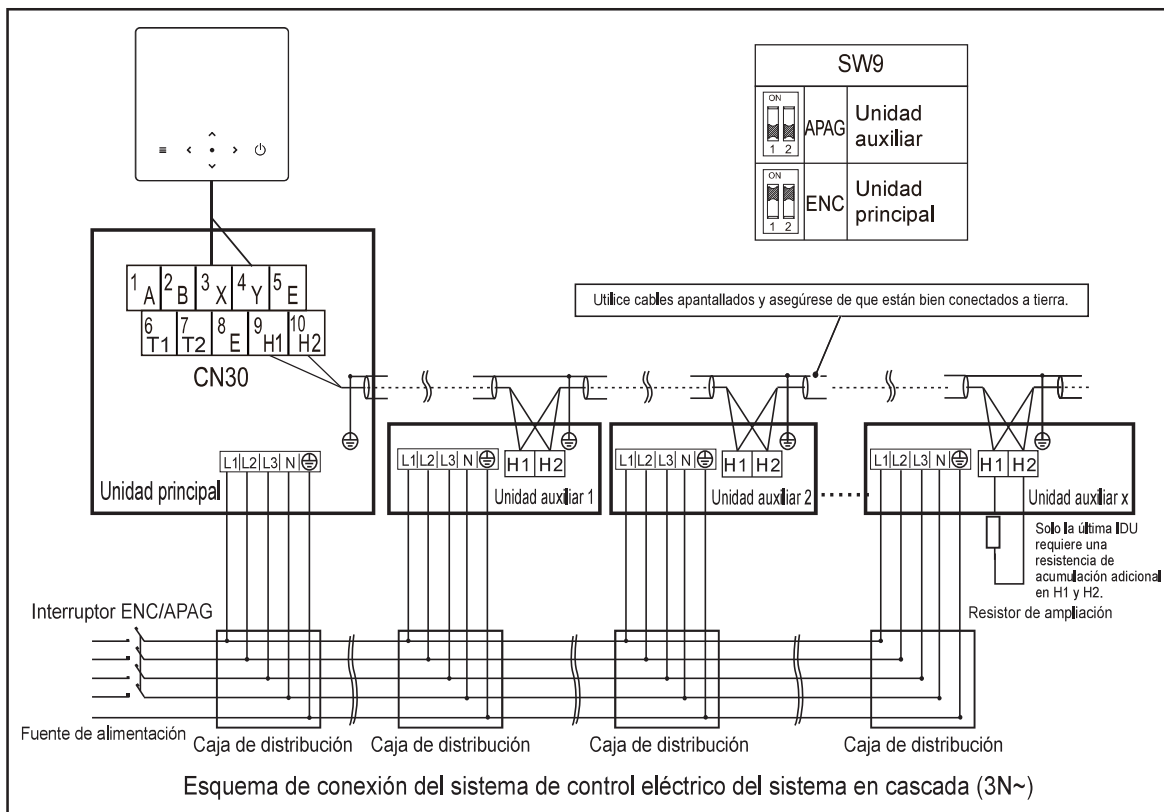 SW9
ON
1 2
APAG
Unidad
auxiliar
ON
1 2
ENC
Unidad
principal
1 A 2 B 3 X 4 Y 5 E
6 T1 7 T2 8 E 9 H1 10 H2
CN30
Utilice cables apantallados y asegúrese de que están bien conectados a tierra.
L1 L2 L3 N
Unidad principal
L1 L2 L3 N
H1 H2
Unidad auxiliar 1
L1 L2 L3 N
H1 H2
Unidad auxiliar 2
L1 L2 L3 N
H1 H2
Unidad auxiliar x
Solo la última IDU
requiere una
resistencia de
acumulación adicional
en H1 y H2.
Resistor de ampliación
Interruptor ENC/APAG
Fuente de alimentación
Caja de distribución
Caja de distribución
Caja de distribución
Caja de distribución
Esquema de conexión del sistema de control eléctrico del sistema en cascada (3N~)